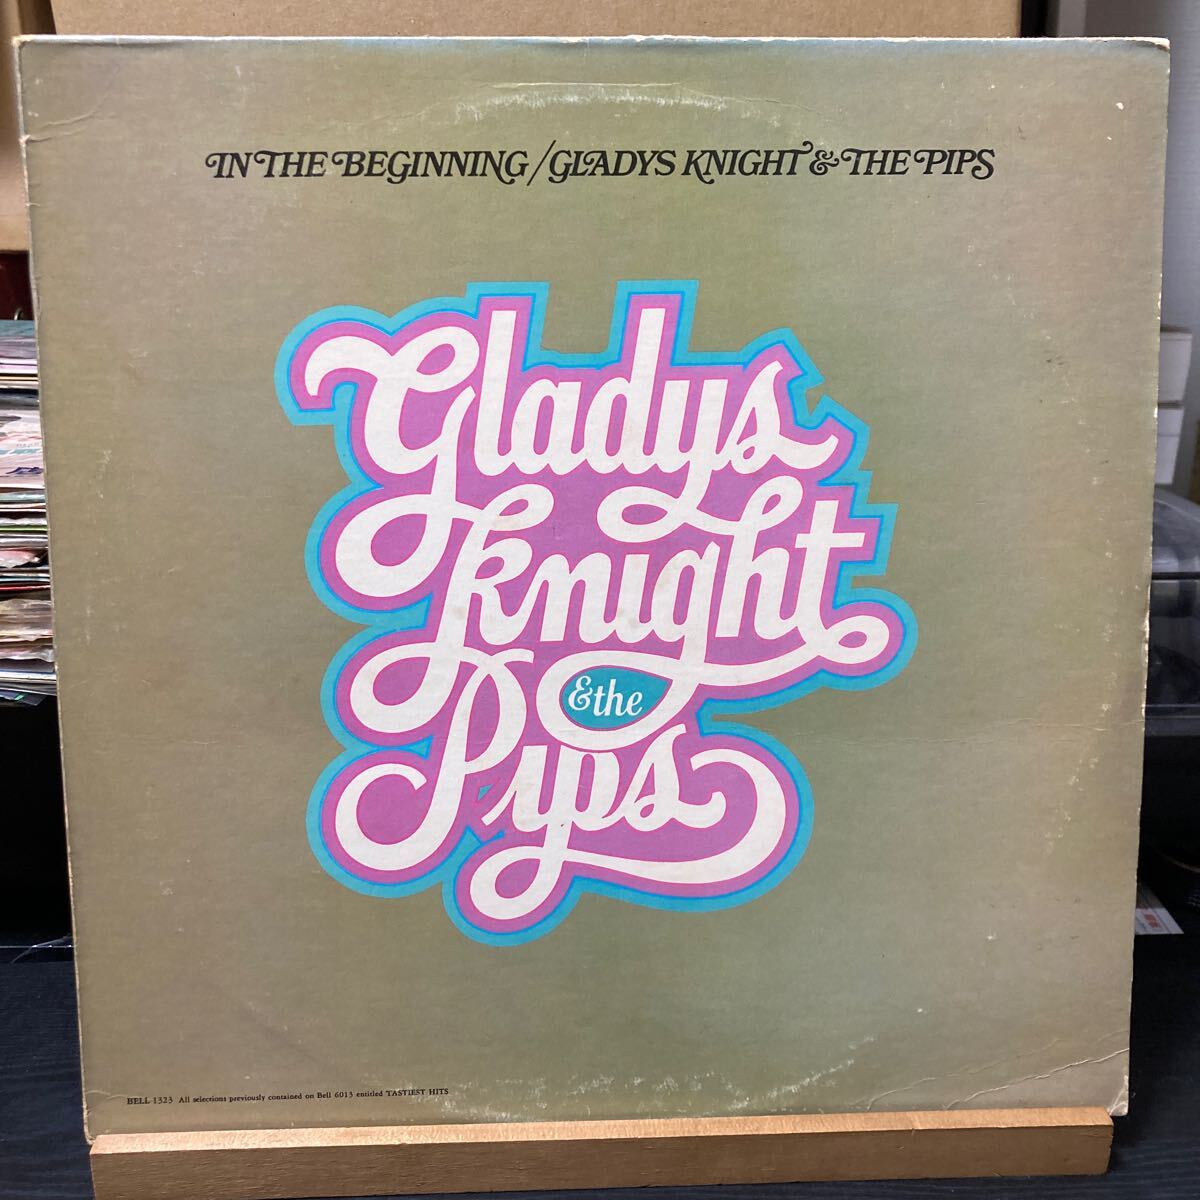 IN THE BEGINNING/GLADYS KNIGHT & THE PIPS
Gladys
Knight
& the
Pips
BELL 1323 All selections previously contained on Bell 6013 entitled TASTIEST HITS